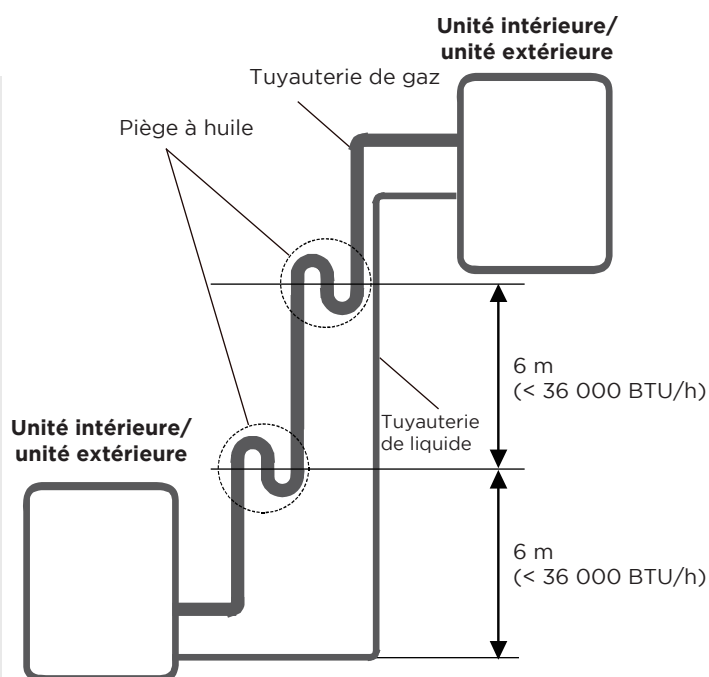 Unité intérieure/
unité extérieure
Tuyauterie de gaz
Piège à huile
6 m
(< 36 000 BTU/h)
Tuyauterie
de liquide
Unité intérieure/
unité extérieure
6 m
(< 36 000 BTU/h)